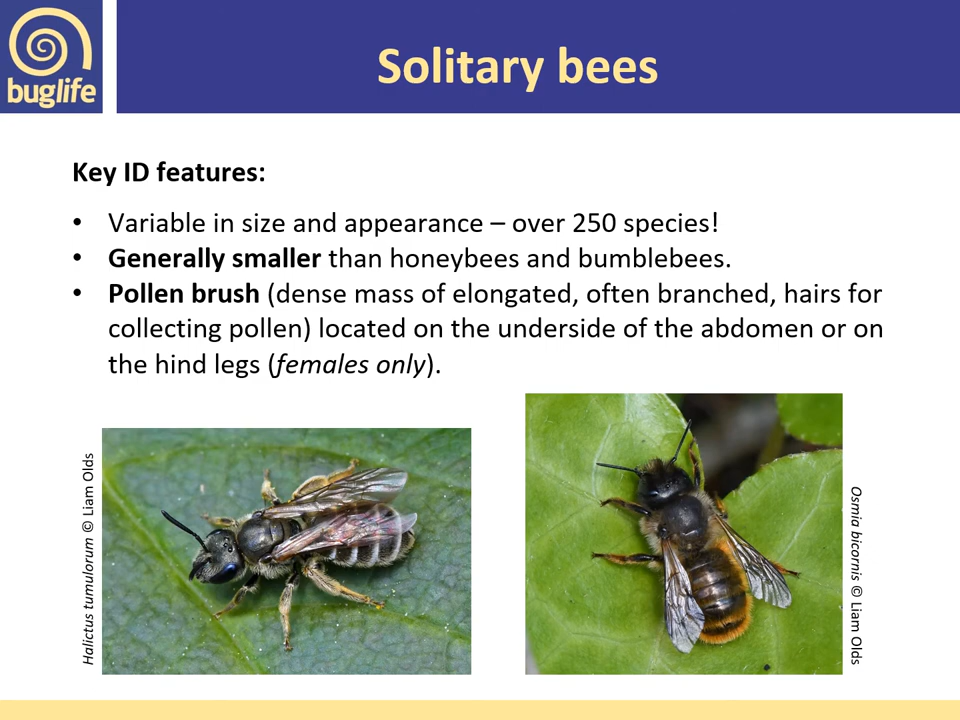 buglife
Solitary bees
Key ID features:
• Variable in size and appearance – over 250 species!
• Generally smaller than honeybees and bumblebees.
• Pollen brush (dense mass of elongated, often branched, hairs for
collecting pollen) located on the underside of the abdomen or on
the hind legs (females only).
Halictus tumulorum © Liam Olds
Osmia bicornis © Liam Olds